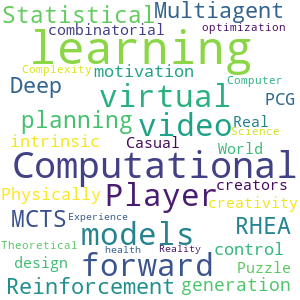 Statistical Multiagent
combinatorial optimization
learning
Complexity motivation Computer
Deep virtual PCG
planning video Real
Science
intrinsic Casual World
Computational
Physically Player creators
creativity
MCTS models RHEA
Experience
Theoretical health Reality control
design forward Puzzle
Reinforcement generation